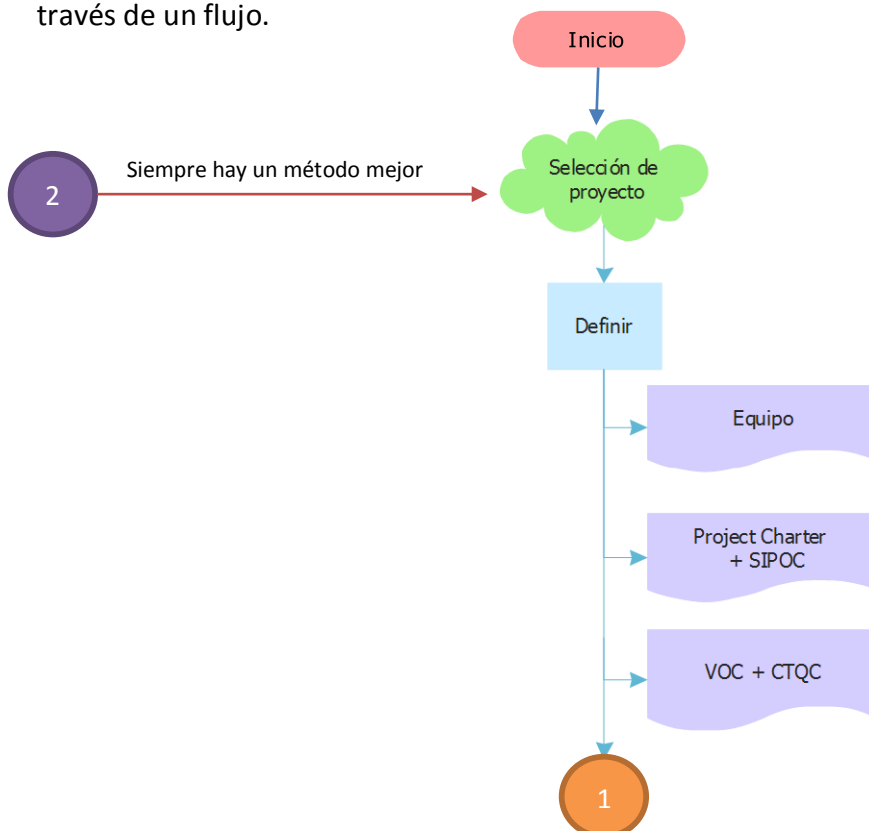 través de un flujo.
Inicio
Siempre hay un método mejor
2
Selección de
proyecto
Definir
Equipo
Project Charter
+ SIPOC
VOC + CTQC
1